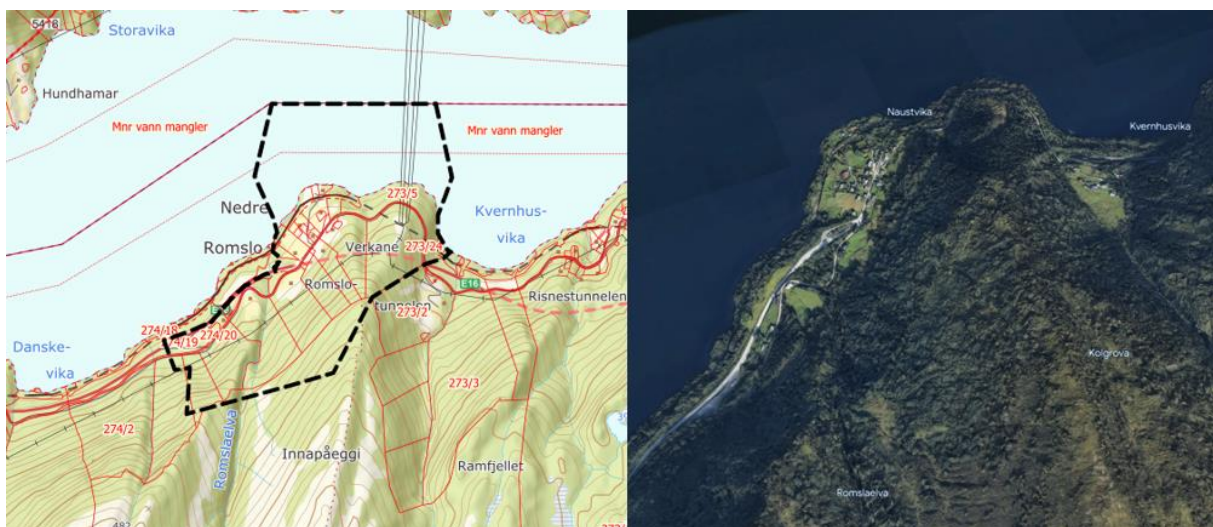 5418
Storavika
Hundhamar
Mnr vann mangler
Mnr vann mangler
Nedre
Romslo
273/5
Kvernhus-
vika
Verkane
273/24
E16
Romslo-
tunnelen
Risnestunnelen
273/2
274/18
274/20
Danske-
vika
273/3
274/2
Romslaelva
Innapåeggi
Ramfjellet
482
Naustvika
Kvernhusvika
Kolgrova
Romslaelva